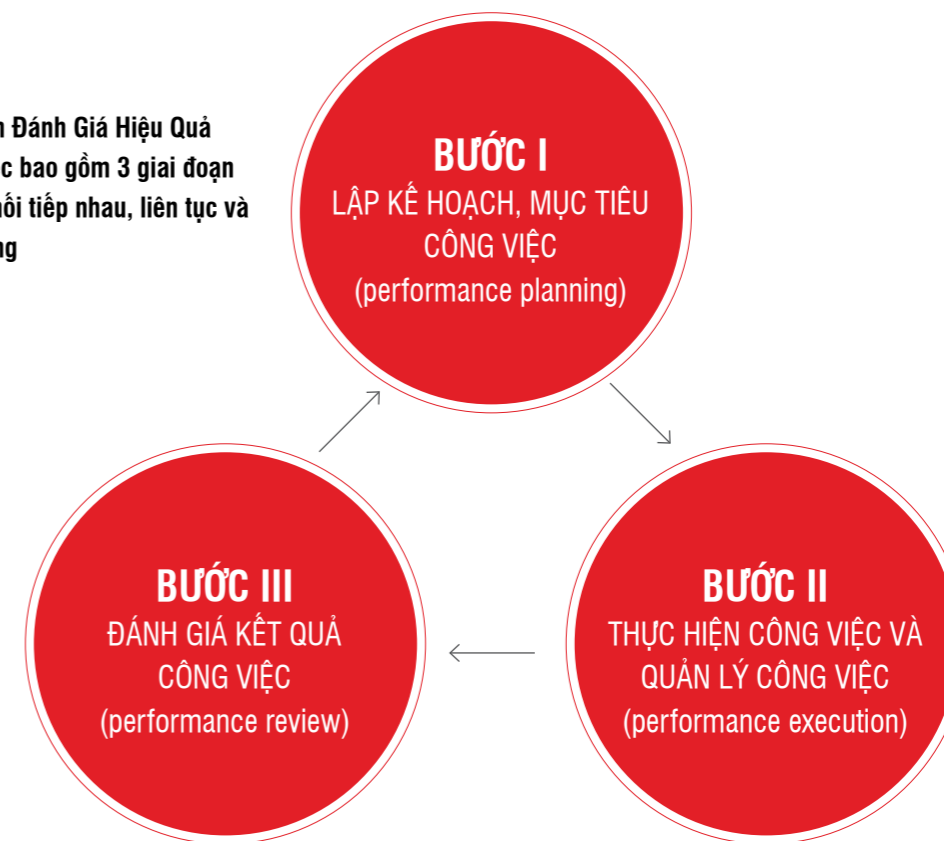 Đánh Giá Hiệu Quả
bao gồm 3 giai đoạn
tiếp nhau, liên tục và
BƯỚC I
LẬP KẾ HOẠCH, MỤC TIÊU
CÔNG VIỆC
(performance planning)
BƯỚC III
ĐÁNH GIÁ KẾT QUẢ
CÔNG VIỆC
(performance review)
BƯỚC II
THỰC HIỆN CÔNG VIỆC VÀ
QUẢN LÝ CÔNG VIỆC
(performance execution)